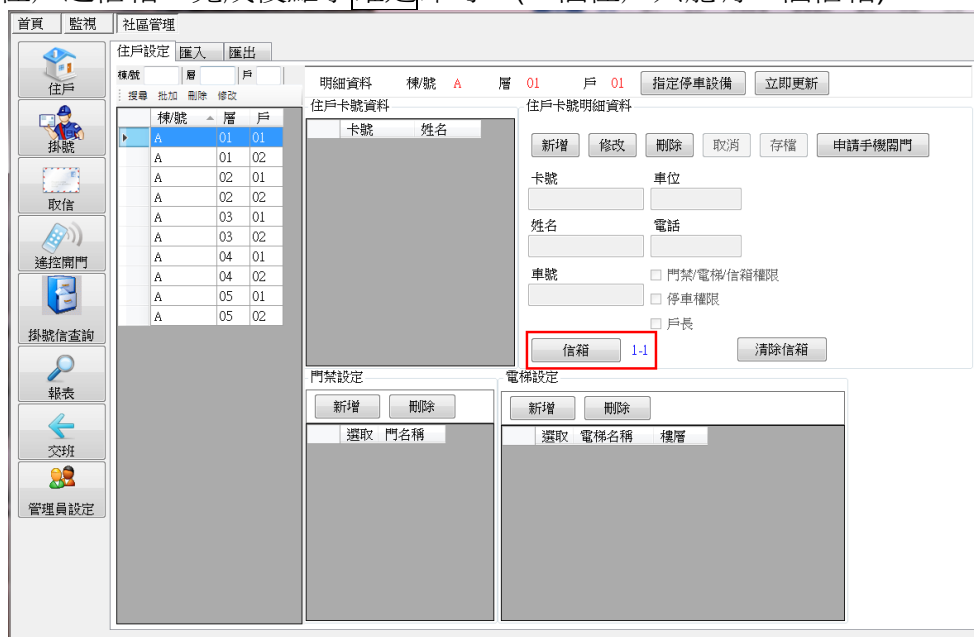 首頁 監視 社區管理
住戶設定 匯入 匯出
棟/號 層 戶
搜尋 批加 刪除 修改
棟/號 層 戶
A 01 01
A 01 02
A 02 01
A 02 02
A 03 01
A 03 02
A 04 01
A 04 02
A 05 01
A 05 02
住戶
掛號
取信
遙控開門
掛號信查詢
報表
交班
管理員設定
明細資料 棟/號 A 層 01 戶 01 指定停車設備 立即更新
住戶卡號資料
卡號 姓名
住戶卡號明細資料
新增 修改 刪除 取消 存檔 申請手機開門
卡號 車位
姓名 電話
車號 門禁/電梯/信箱權限
停車權限
戶長
信箱 1-1 清除信箱
門禁設定
新增 刪除
選取 門名稱
電梯設定
新增 刪除
選取 電梯名稱 樓層